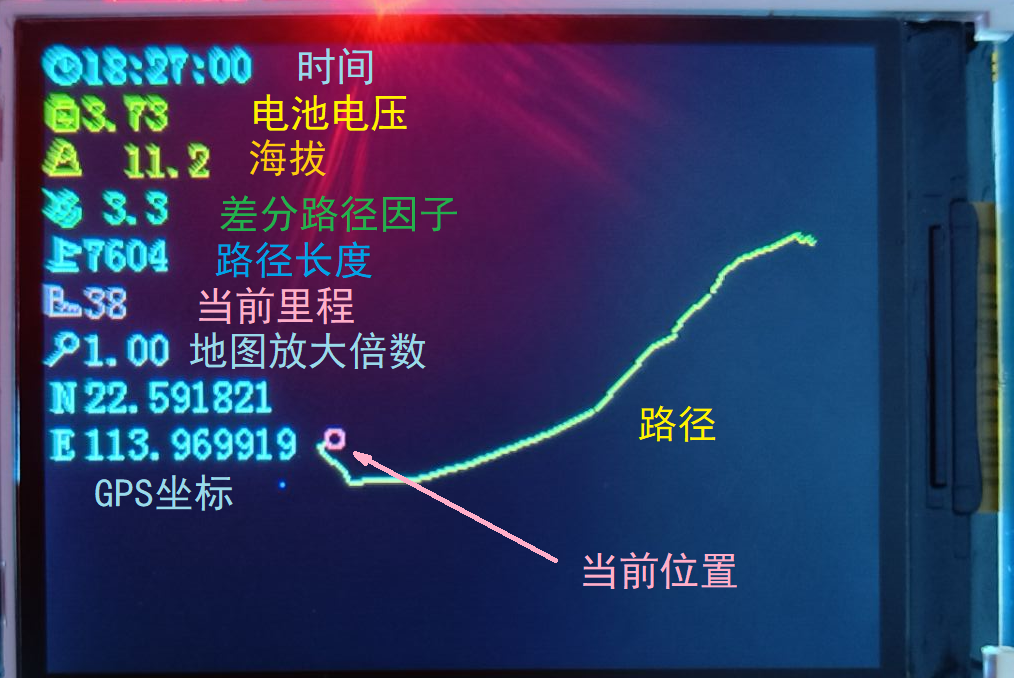 18:27:00 时间
3.73 电池电压
11.2 海拔
3.3 差分路径因子
7604 路径长度
38 当前里程
1.00 地图放大倍数
N 22.591821
E 113.969919
GPS坐标
路径
当前位置